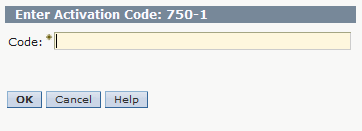 Enter Activation Code: 750-1
Code: *
OK Cancel Help